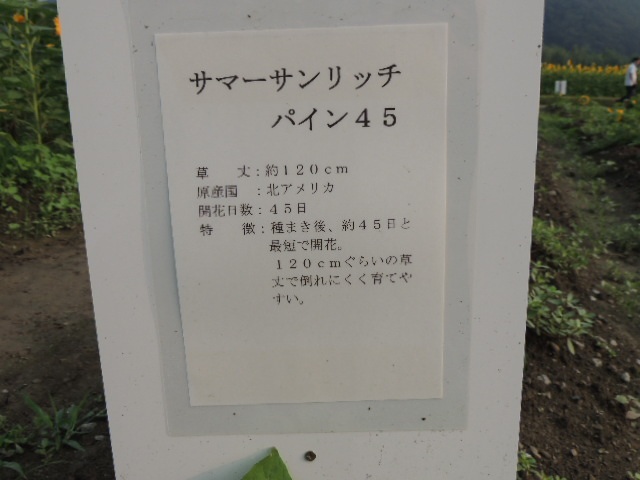 サマーサンリッチ
パイン４５
草　　丈：約１２０ｃｍ
原産国　：北アメリカ
開花日数：４５日
特　　徴：種まき後、約４５日と
最短で開花。
１２０ｃｍぐらいの草
丈で倒れにくく育てや
すい。